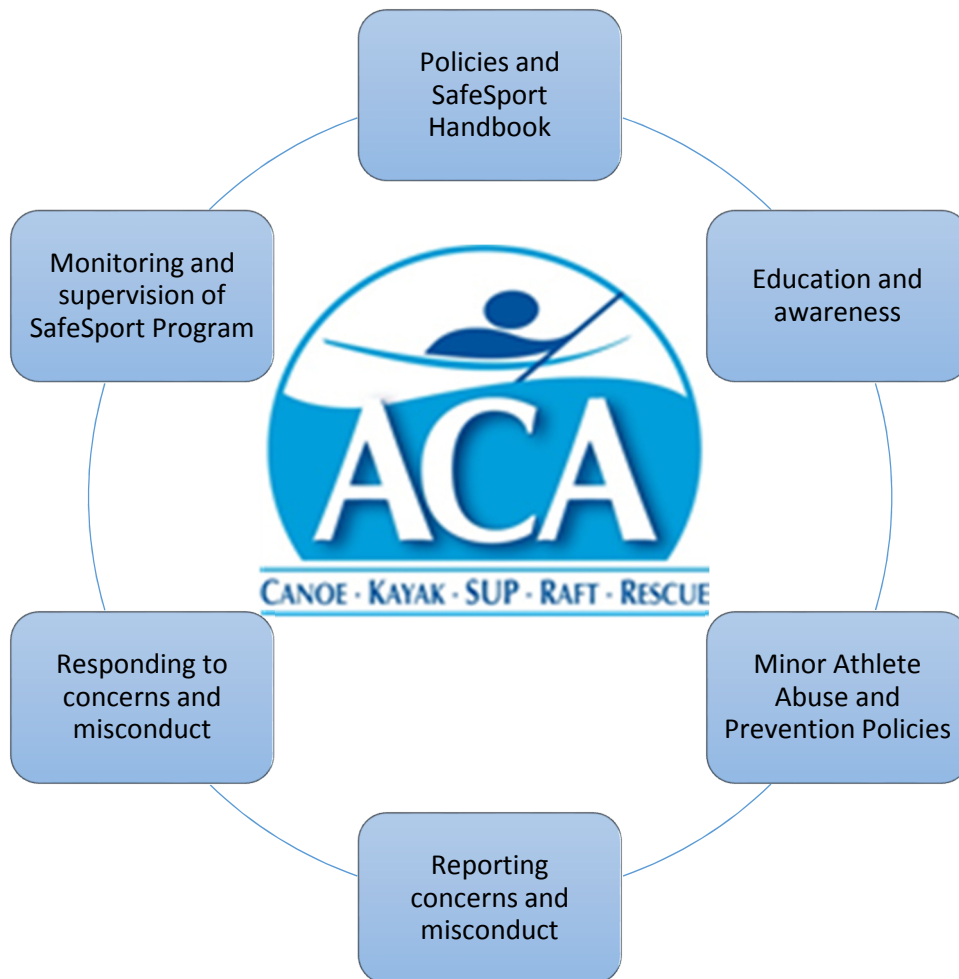 Policies and
SafeSport
Handbook
Monitoring and
supervision of
SafeSport Program
Education and
awareness
ACA
CANOE · KAYAK · SUP · RAFT · RESCUE
Responding to
concerns and
misconduct
Minor Athlete
Abuse and
Prevention Policies
Reporting
concerns and
misconduct